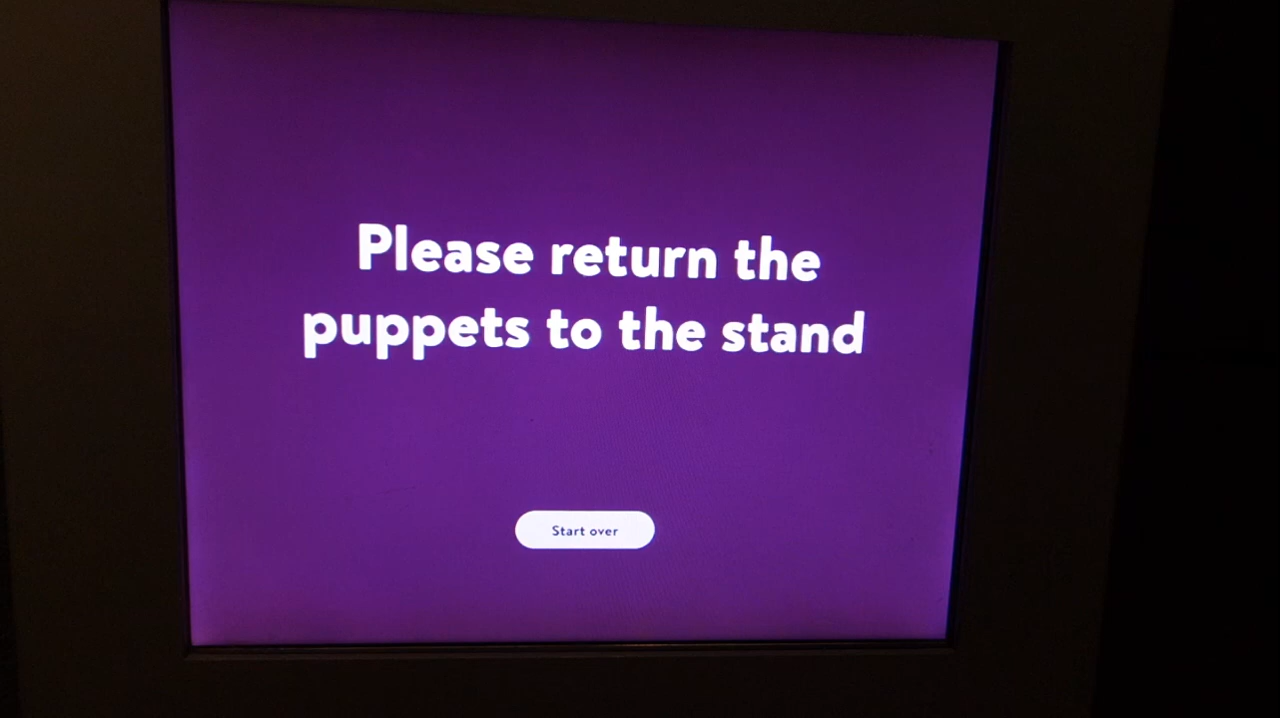 Please return the
puppets to the stand
Start over